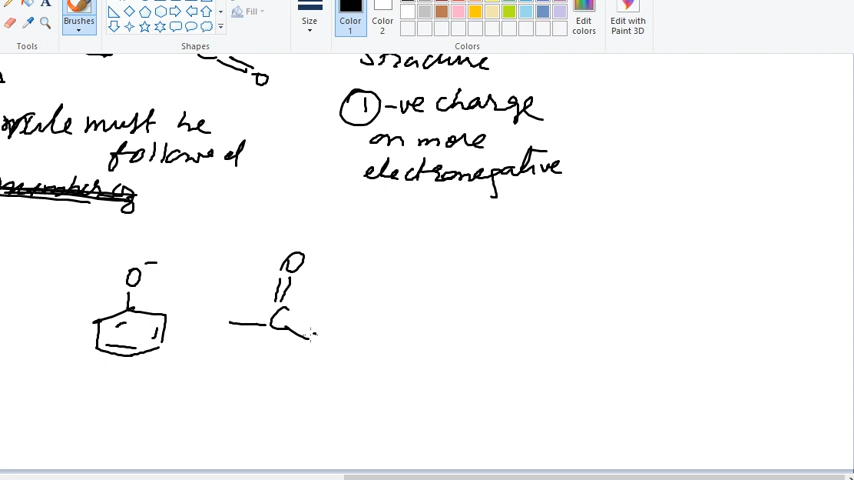 Brushes
Size
Color 1
Color 2
Edit colors
Edit with Paint 3D
Fill
Tools
Shapes
Colors
structure
must be
followed
1 -ve charge
on more
electronegative
O
O⁻
O
C